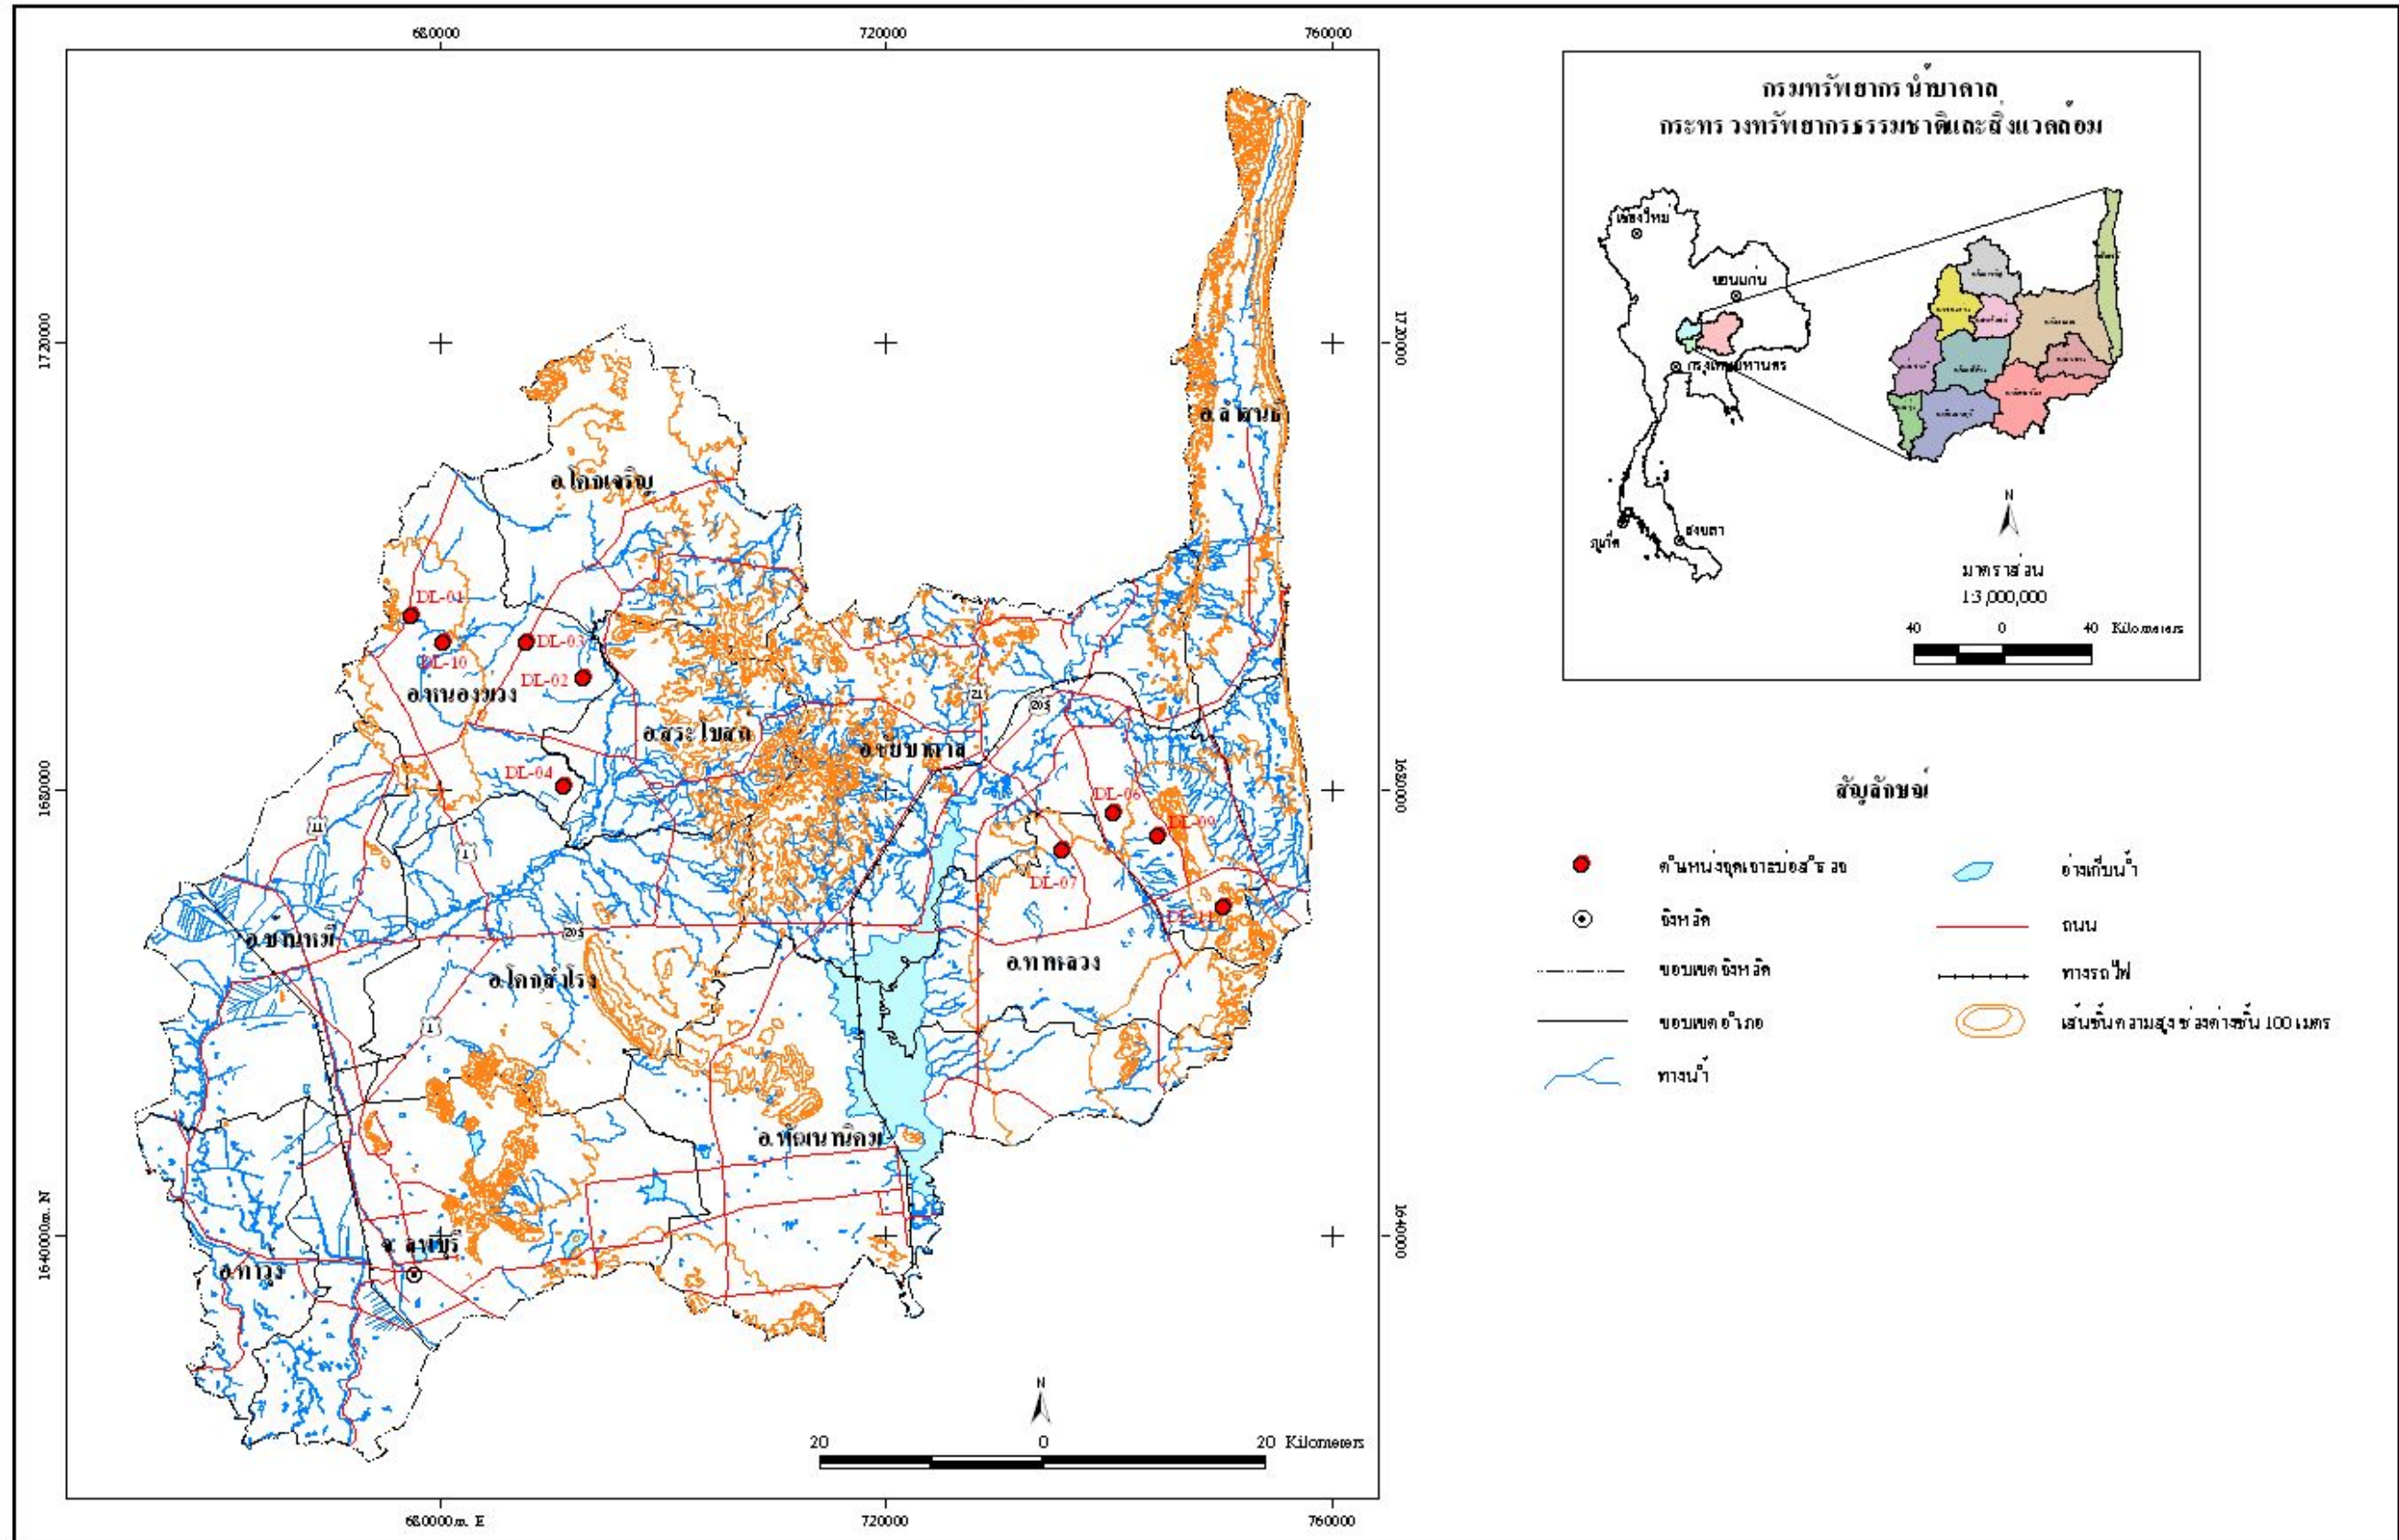 680000
720000
760000
1720000
1720000
อ.ลำสนธิ
อ.โคกเจริญ
DL-01
DL-03
DL-10
DL-02
อ.หนองม่วง
21
205
อ.สระโบสถ์
อ.ชัยบาดาล
DL-04
1680000
1680000
DL-06
11
DL-09
1
DL-07
DL-11
205
อ.บ้านหมี่
อ.ท่าหลวง
อ.โคกสำโรง
1
อ.พัฒนานิคม
1640000m. N
1640000
จ. ลพบุรี
อ.ท่าวุ้ง
N
20 0 20 Kilometers
680000m. E
720000
760000
กรมทรัพยากรน้ำบาดาล
กระทรวงทรัพยากรธรรมชาติและสิ่งแวดล้อม
เชียงใหม่
ขอนแก่น
กรุงเทพมหานคร
สงขลา
ภูเก็ต
N
มาตราส่วน
1:3,000,000
40 0 40 Kilometers
สัญลักษณ์
ตำแหน่งขุดเจาะบ่อสำรวจ
อ่างเก็บน้ำ
จังหวัด
ถนน
ขอบเขตจังหวัด
ทางรถไฟ
ขอบเขตอำเภอ
เส้นชั้นความสูง ช่วงต่างชั้น 100 เมตร
ทางน้ำ